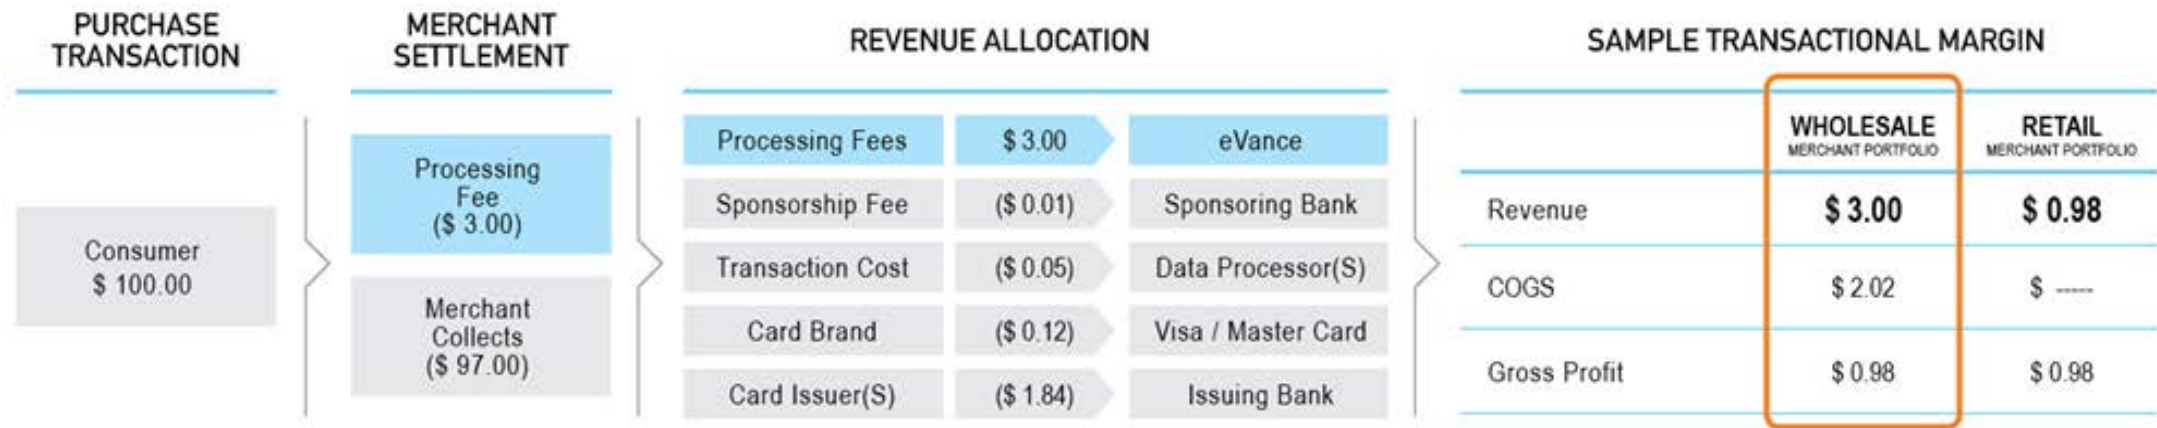 PURCHASE
TRANSACTION
Consumer
$ 100.00
MERCHANT
SETTLEMENT
Processing
Fee
($ 3.00)
Merchant
Collects
($ 97.00)
REVENUE ALLOCATION
Processing Fees $ 3.00 eVance
Sponsorship Fee ($ 0.01) Sponsoring Bank
Transaction Cost ($ 0.05) Data Processor(S)
Card Brand ($ 0.12) Visa / Master Card
Card Issuer(S) ($ 1.84) Issuing Bank
SAMPLE TRANSACTIONAL MARGIN
WHOLESALE RETAIL
MERCHANT PORTFOLIO MERCHANT PORTFOLIO
Revenue $ 3.00 $ 0.98
COGS $ 2.02 $ -----
Gross Profit $ 0.98 $ 0.98